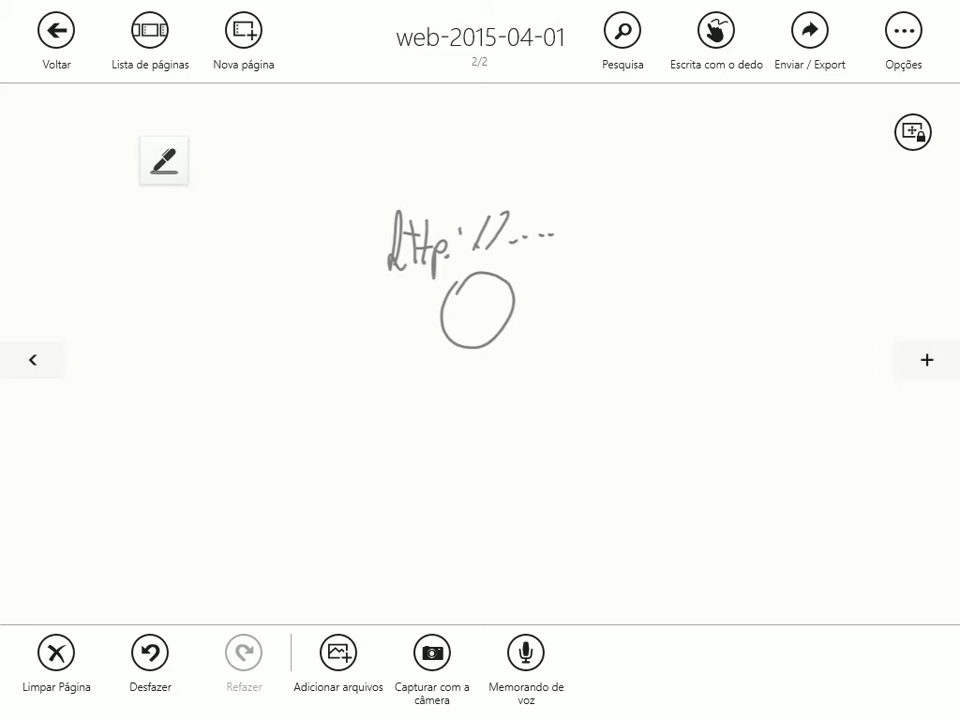 web-2015-04-01
2/2
Voltar
Lista de páginas
Nova página
Pesquisa
Escrita com o dedo
Enviar / Export
Opções
http://....
Limpar Página
Desfazer
Refazer
Adicionar arquivos
Capturar com a
câmera
Memorando de
voz